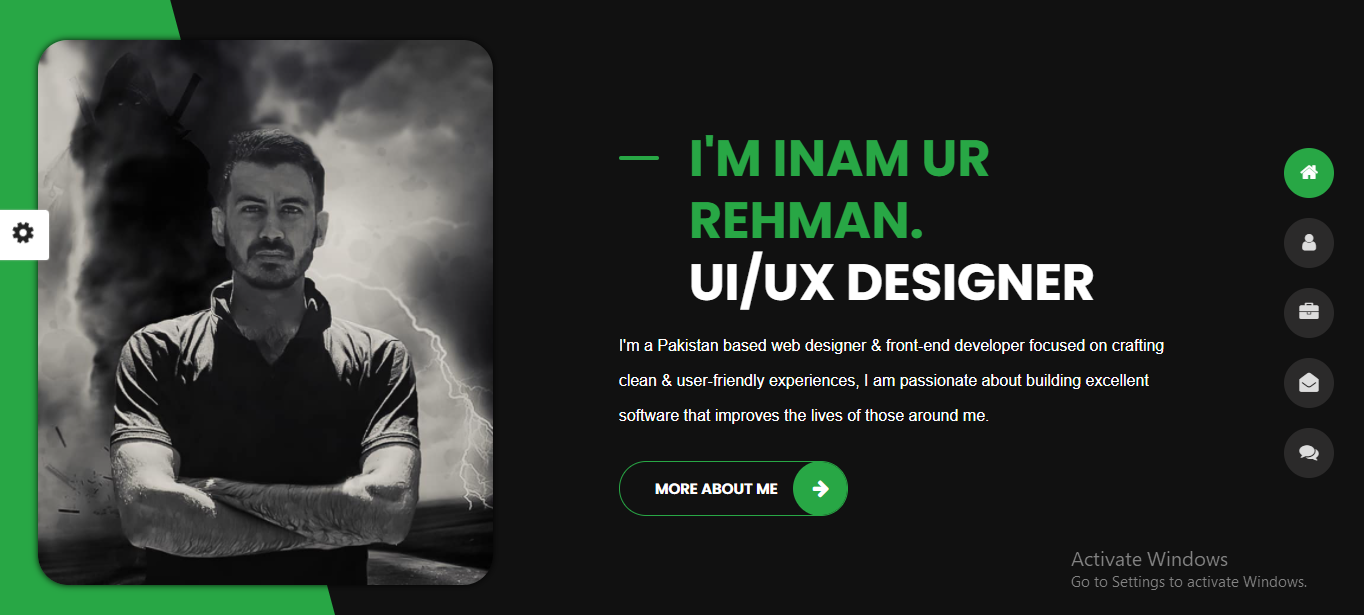 I'M INAM UR
REHMAN.
UI/UX DESIGNER
I'm a Pakistan based web designer & front-end developer focused on crafting
clean & user-friendly experiences, I am passionate about building excellent
software that improves the lives of those around me.
MORE ABOUT ME
Activate Windows
Go to Settings to activate Windows.